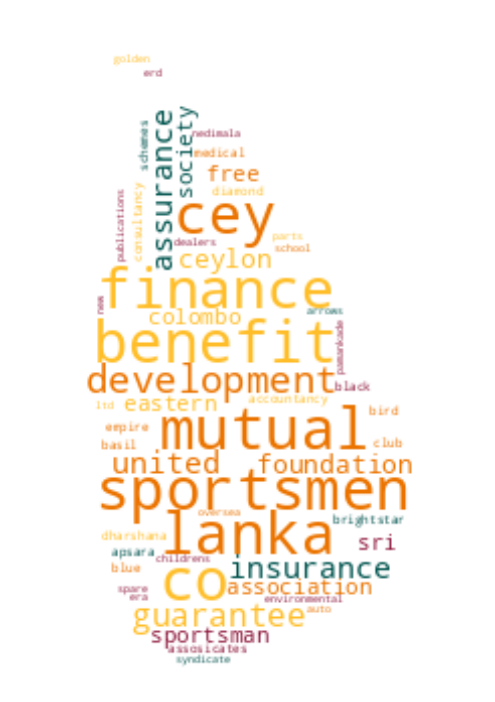 golden
erd
assurance
society
schemes
nedimala
medical
free
consultancy
publications
diamond
cey
parts
dealers
school
ceylon
finance
new
arrows
colombo
pamankade
benefit
development
black
accountancy
ltd
eastern
bird
mutual
empire
basil
club
united
foundation
sportsmen
oversea
lanka
brightstar
dharshana
sri
apsara
childrens
blue
insurance
co
association
spare
era
environmental
auto
guarantee
sportsman
assosicates
syndicate